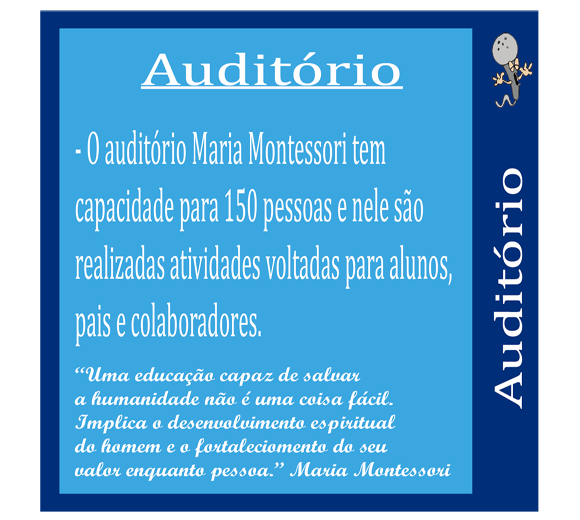 Auditório
- O auditório Maria Montessori tem
capacidade para 150 pessoas e nele são
realizadas atividades voltadas para alunos,
pais e colaboradores.
“Uma educação capaz de salvar
a humanidade não é uma coisa fácil.
Implica o desenvolvimento espiritual
do homem e o fortaleciomento do seu
valor enquanto pessoa.” Maria Montessori
Auditório